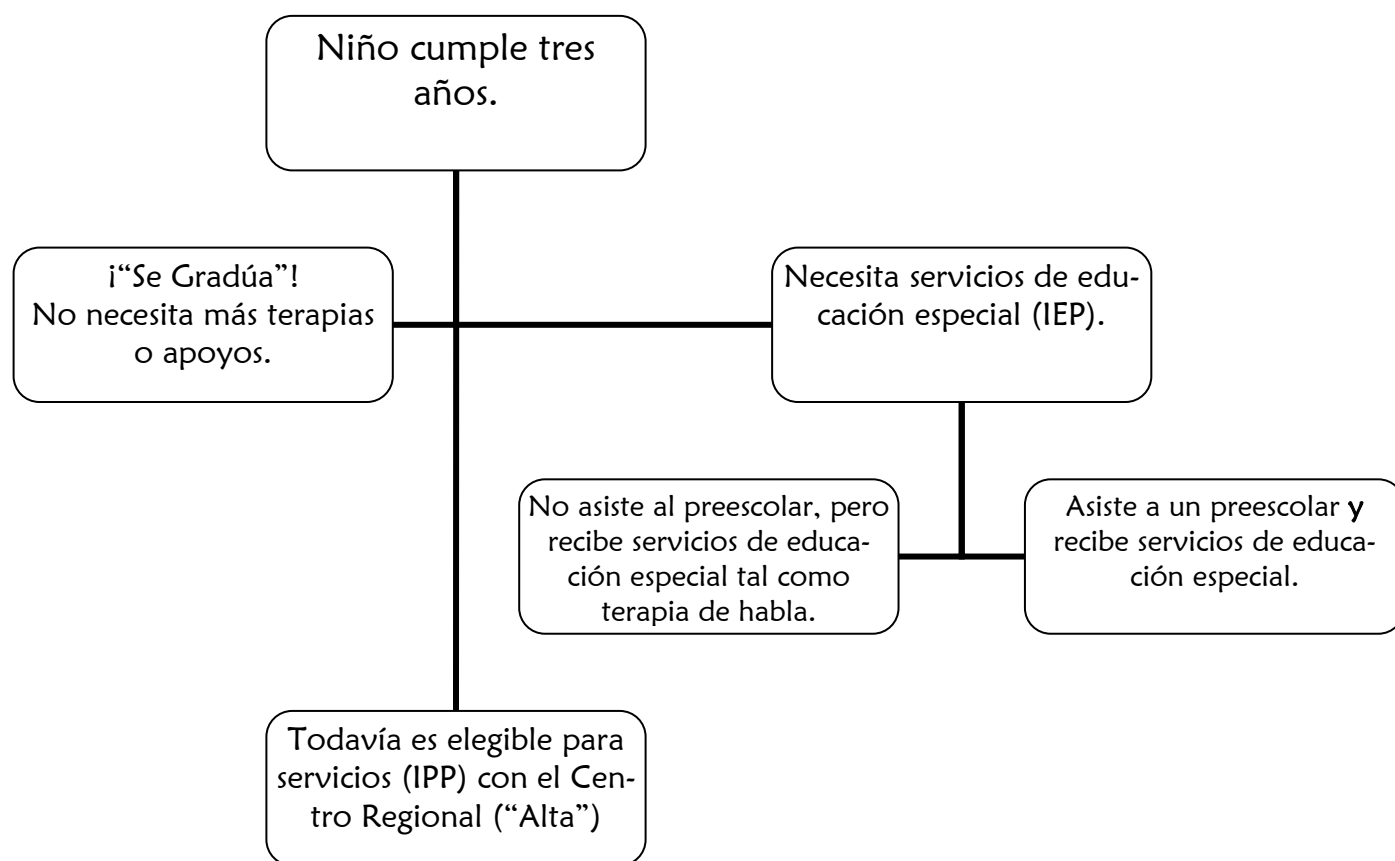 Niño cumple tres
años.
¡“Se Gradúa”!
No necesita más terapias
o apoyos.
Necesita servicios de edu-
cación especial (IEP).
No asiste al preescolar, pero
recibe servicios de educa-
ción especial tal como
terapia de habla.
Asiste a un preescolar y
recibe servicios de educa-
ción especial.
Todavía es elegible para
servicios (IPP) con el Cen-
tro Regional (“Alta”)